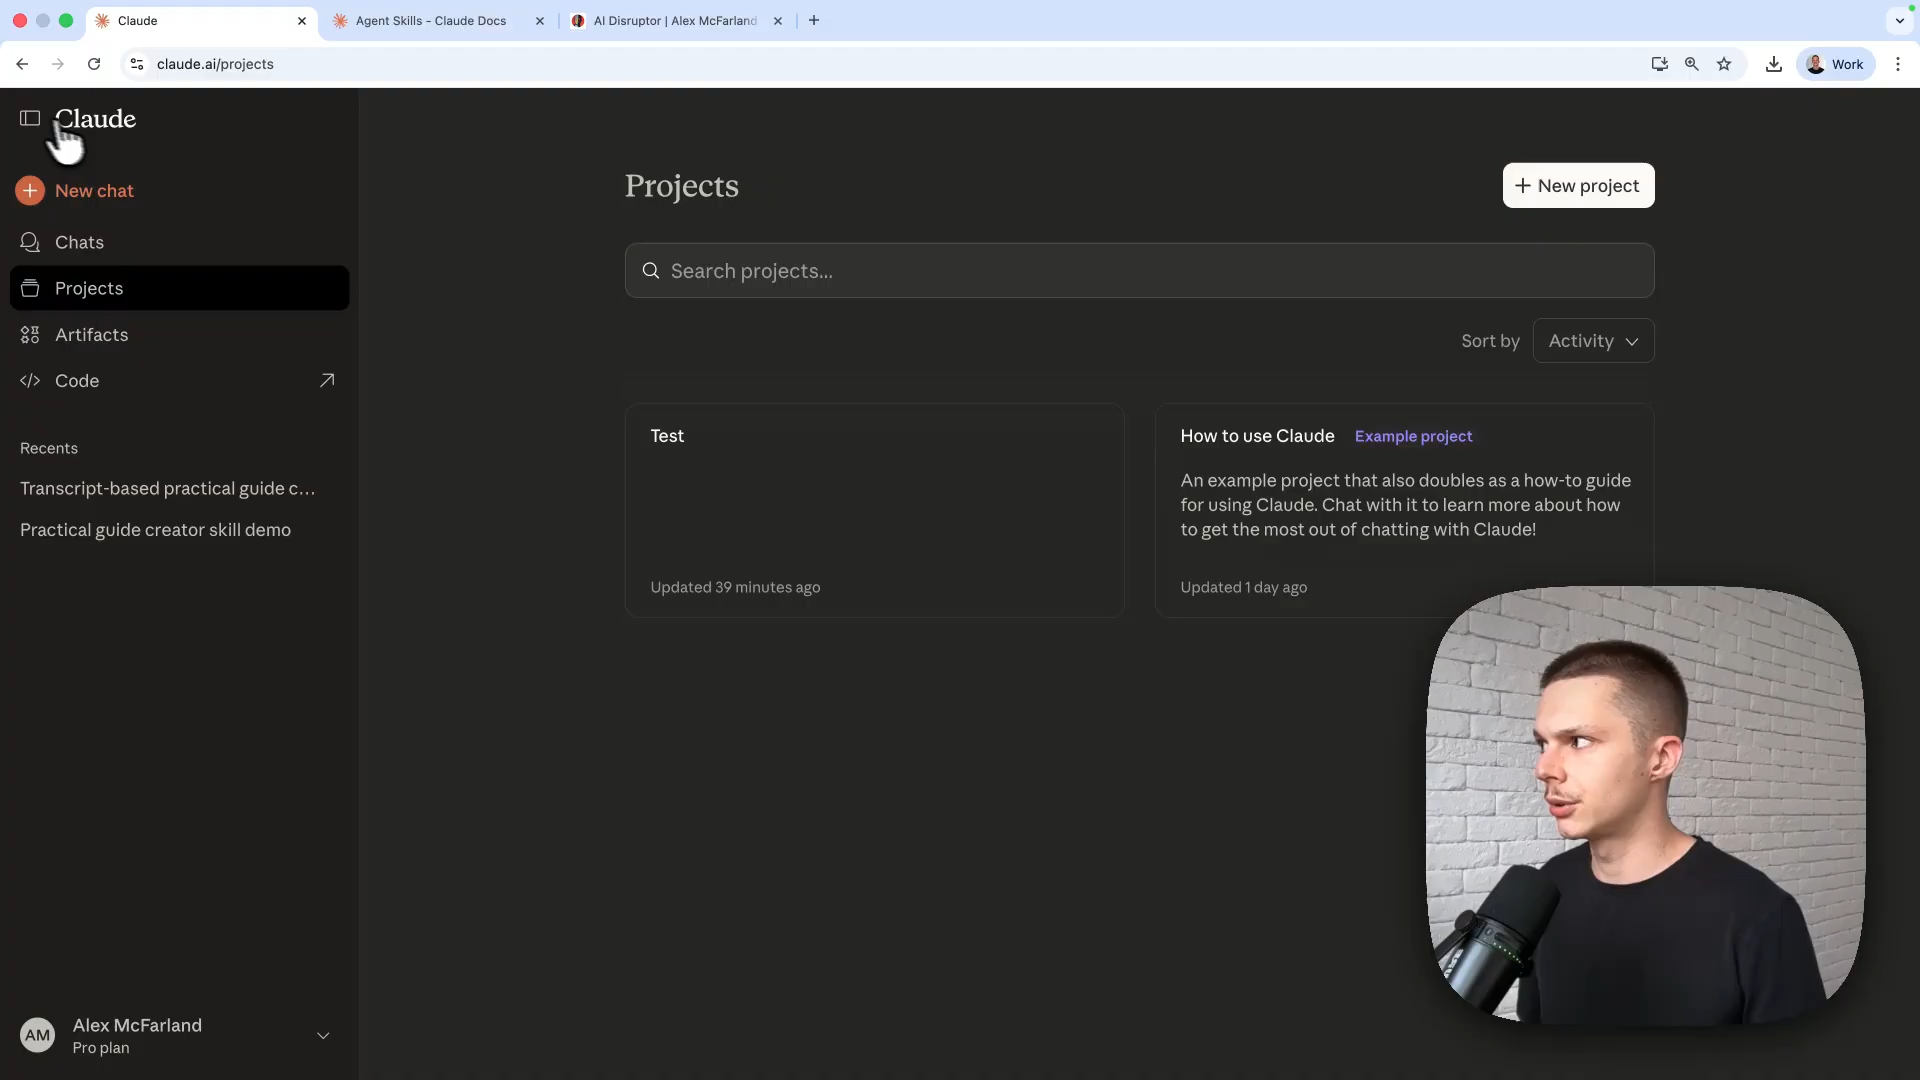 Claude
Agent Skills - Claude Docs
AI Disruptor | Alex McFarland
claude.ai/projects
Work
Claude
New chat
Chats
Projects
Artifacts
Code
Recents
Transcript-based practical guide c...
Practical guide creator skill demo
AM
Alex McFarland
Pro plan
Projects
New project
Search projects...
Sort by
Activity
Test
Updated 39 minutes ago
How to use Claude
Example project
An example project that also doubles as a how-to guide
for using Claude. Chat with it to learn more about how
to get the most out of chatting with Claude!
Updated 1 day ago